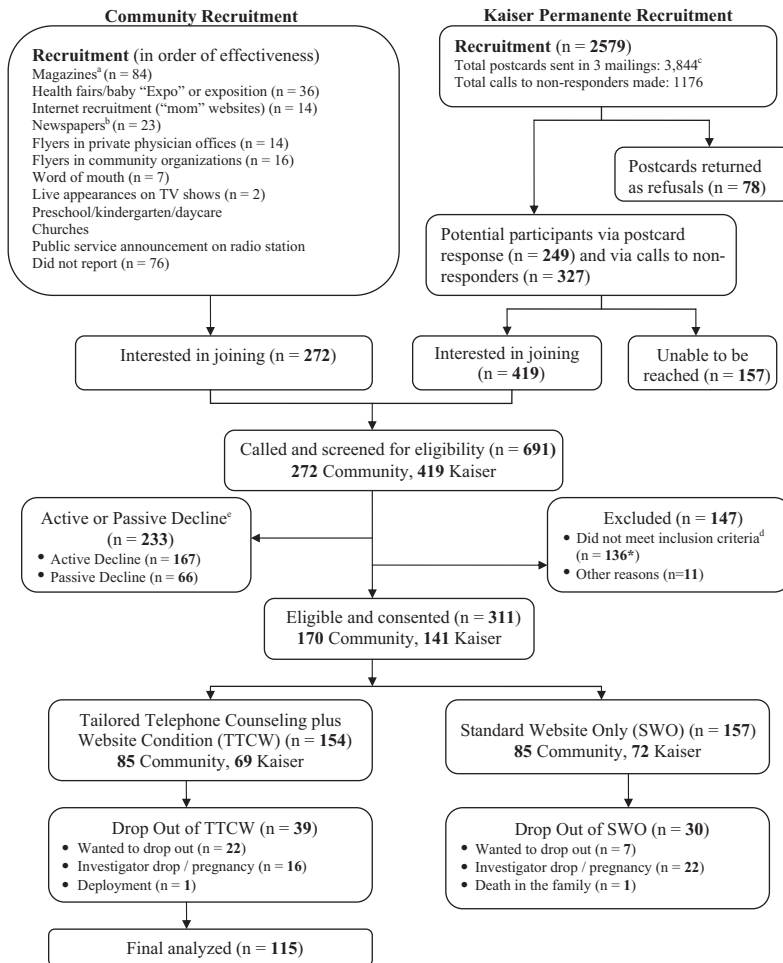 Community Recruitment
Recruitment (in order of effectiveness)
Magazinesᵃ (n = 84)
Health fairs/baby “Expo” or exposition (n = 36)
Internet recruitment (“mom” websites) (n = 14)
Newspapersᵇ (n = 23)
Flyers in private physician offices (n = 14)
Flyers in community organizations (n = 16)
Word of mouth (n = 7)
Live appearances on TV shows (n = 2)
Preschool/kindergarten/daycare
Churches
Public service announcement on radio station
Did not report (n = 76)
Kaiser Permanente Recruitment
Recruitment (n = 2579)
Total postcards sent in 3 mailings: 3,844ᶜ
Total calls to non-responders made: 1176
Postcards returned
as refusals (n = 78)
Potential participants via postcard
response (n = 249) and via calls to non-
responders (n = 327)
Interested in joining (n = 272)
Interested in joining
(n = 419)
Unable to be
reached (n = 157)
Called and screened for eligibility (n = 691)
272 Community, 419 Kaiser
Active or Passive Declineᵉ
(n = 233)
• Active Decline (n = 167)
• Passive Decline (n = 66)
Excluded (n = 147)
• Did not meet inclusion criteriaᵈ
(n = 136*)
• Other reasons (n=11)
Eligible and consented (n = 311)
170 Community, 141 Kaiser
Tailored Telephone Counseling plus
Website Condition (TTCW) (n = 154)
85 Community, 69 Kaiser
Standard Website Only (SWO) (n = 157)
85 Community, 72 Kaiser
Drop Out of TTCW (n = 39)
• Wanted to drop out (n = 22)
• Investigator drop / pregnancy (n = 16)
• Deployment (n = 1)
Drop Out of SWO (n = 30)
• Wanted to drop out (n = 7)
• Investigator drop / pregnancy (n = 22)
• Death in the family (n = 1)
Final analyzed (n = 115)
Final analyzed (n = 127)